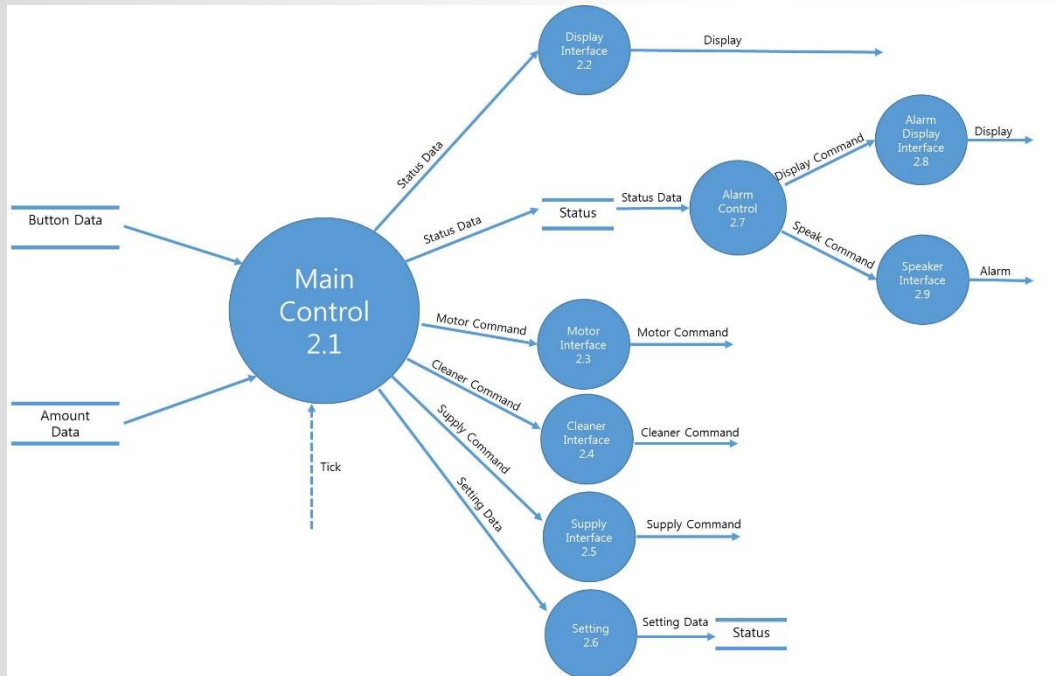 Display
Interface
2.2
Display
Status Data
Alarm
Display
Interface
2.8
Display
Display Command
Button Data
Status Data
Status
Status Data
Alarm
Control
2.7
Speak Command
Speaker
Interface
2.9
Alarm
Main
Control
2.1
Motor Command
Motor
Interface
2.3
Motor Command
Cleaner Command
Amount
Data
Cleaner
Interface
2.4
Cleaner Command
Supply Command
Tick
Supply
Interface
2.5
Supply Command
Setting Data
Setting
2.6
Setting Data
Status